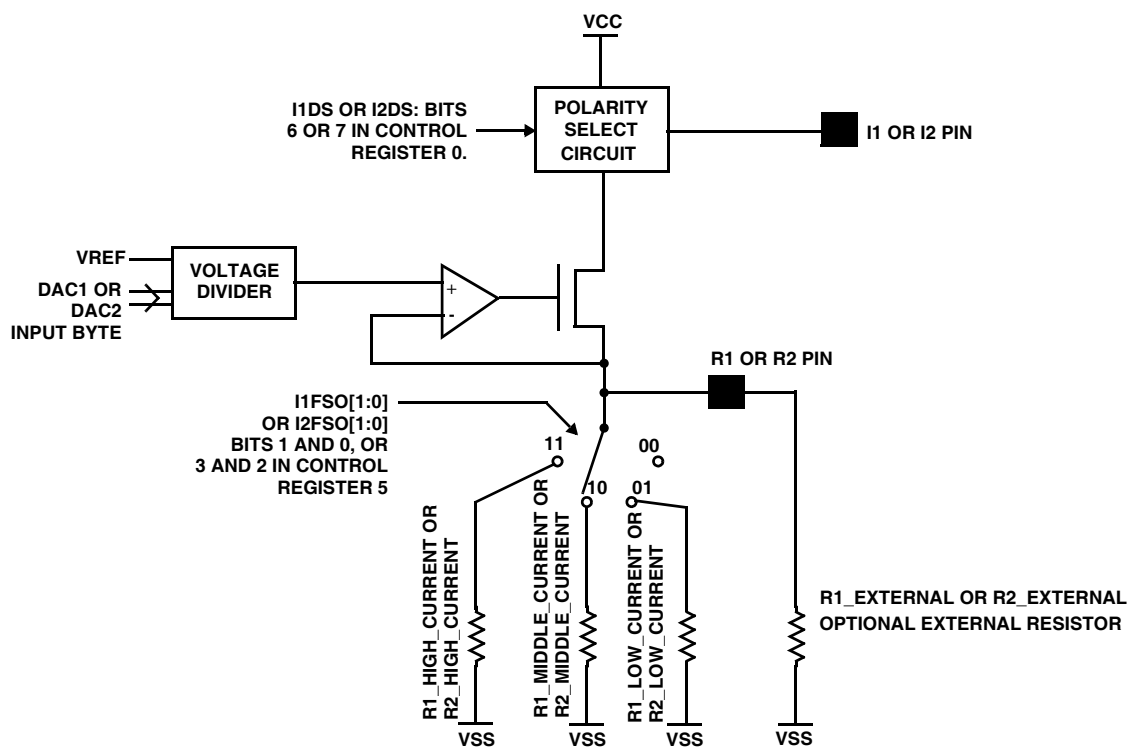 VCC
I1DS OR I2DS: BITS
6 OR 7 IN CONTROL
REGISTER 0.
POLARITY
SELECT
CIRCUIT
I1 OR I2 PIN
VREF
DAC1 OR
DAC2
INPUT BYTE
VOLTAGE
DIVIDER
+
-
R1 OR R2 PIN
I1FSO[1:0]
OR I2FSO[1:0]
BITS 1 AND 0, OR
3 AND 2 IN CONTROL
REGISTER 5
11
00
10
01
R1_HIGH_CURRENT OR
R2_HIGH_CURRENT
R1_MIDDLE_CURRENT OR
R2_MIDDLE_CURRENT
R1_LOW_CURRENT OR
R2_LOW_CURRENT
R1_EXTERNAL OR R2_EXTERNAL
OPTIONAL EXTERNAL RESISTOR
VSS
VSS
VSS
VSS